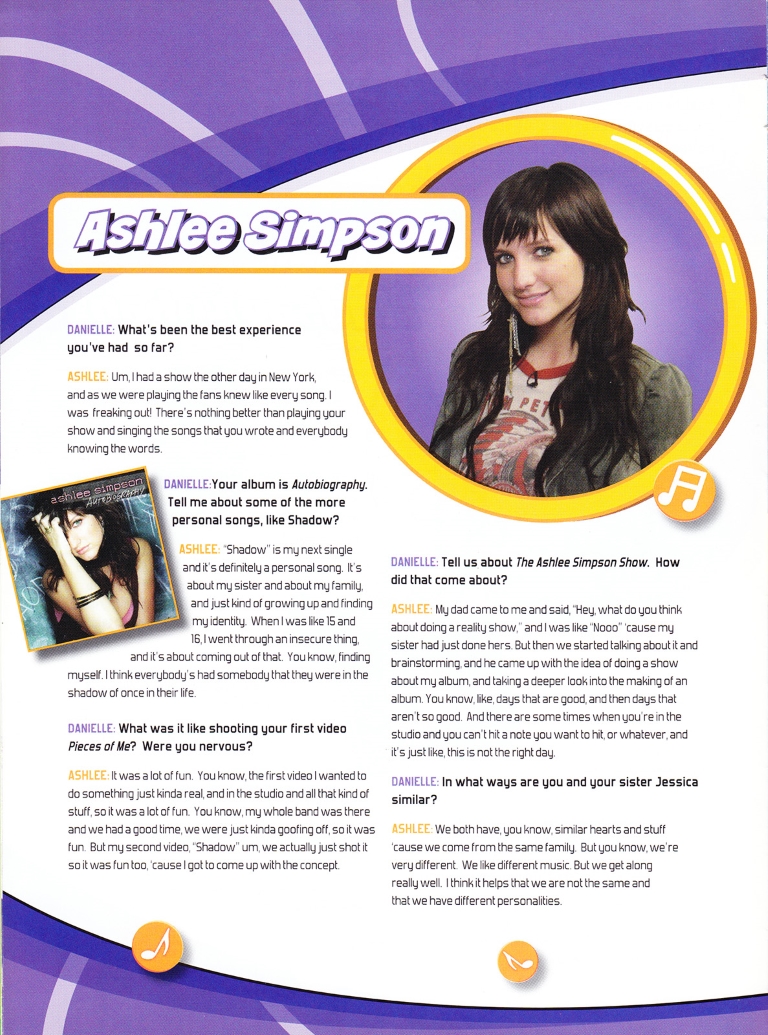 Ashlee Simpson
DANIELLE: What's been the best experience
you've had so far?
ASHLEE: Um, I had a show the other day in New York,
and as we were playing the fans knew like every song. I
was freaking out! There's nothing better than playing your
show and singing the songs that you wrote and everybody
knowing the words.
ashlee simpson
AUTOBIOGRAPHY
DANIELLE:Your album is Autobiography.
Tell me about some of the more
personal songs, like Shadow?
ASHLEE: "Shadow" is my next single
and it's definitely a personal song. It's
about my sister and about my family,
and just kind of growing up and finding
my identity. When I was like 15 and
16, I went through an insecure thing,
and it's about coming out of that. You know, finding
myself. I think everybody's had somebody that they were in the
shadow of once in their life.
DANIELLE: What was it like shooting your first video
Pieces of Me? Were you nervous?
ASHLEE: It was a lot of fun. You know, the first video I wanted to
do something just kinda real, and in the studio and all that kind of
stuff, so it was a lot of fun. You know, my whole band was there
and we had a good time, we were just kinda goofing off, so it was
fun. But my second video, "Shadow" um, we actually just shot it
so it was fun too, 'cause I got to come up with the concept.
DANIELLE: Tell us about The Ashlee Simpson Show. How
did that come about?
ASHLEE: My dad came to me and said, "Hey, what do you think
about doing a reality show," and I was like "Nooo" 'cause my
sister had just done hers. But then we started talking about it and
brainstorming, and he came up with the idea of doing a show
about my album, and taking a deeper look into the making of an
album. You know, like, days that are good, and then days that
aren't so good. And there are some times when you're in the
studio and you can't hit a note you want to hit, or whatever, and
it's just like, this is not the right day.
DANIELLE: In what ways are you and your sister Jessica
similar?
ASHLEE: We both have, you know, similar hearts and stuff
'cause we come from the same family. But you know, we're
very different. We like different music. But we get along
really well. I think it helps that we are not the same and
that we have different personalities.